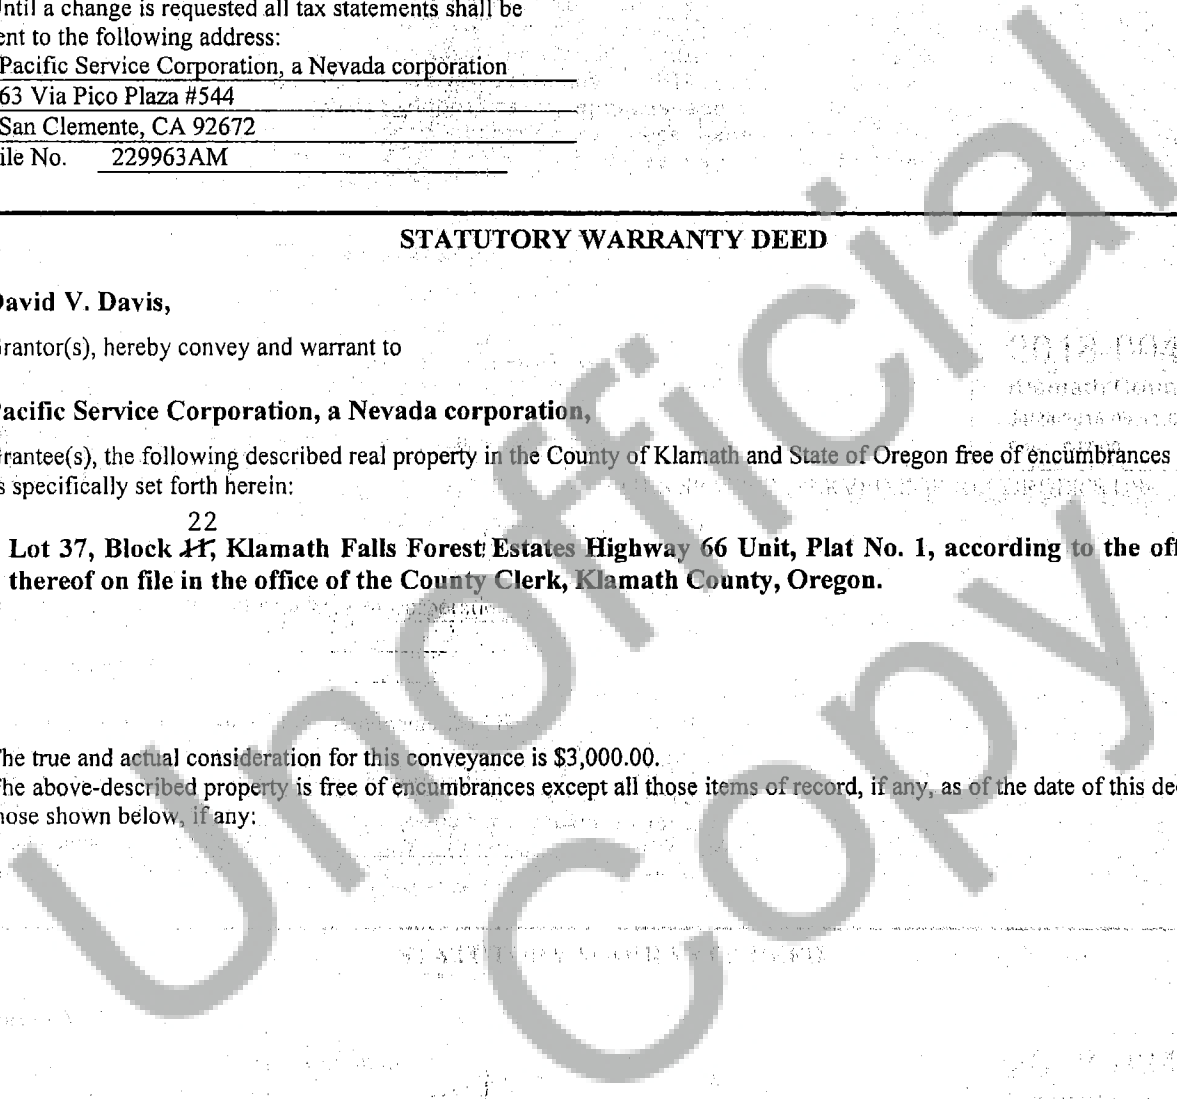 Until a change is requested all tax statements shall be
ent to the following address:
Pacific Service Corporation, a Nevada corporation
63 Via Pico Plaza #544
San Clemente, CA 92672
ile No. 229963AM
STATUTORY WARRANTY DEED
David V. Davis,
rantor(s), hereby convey and warrant to
Pacific Service Corporation, a Nevada corporation,
rantee(s), the following described real property in the County of Klamath and State of Oregon free of encumbrances
s specifically set forth herein:
22
Lot 37, Block 11, Klamath Falls Forest Estates Highway 66 Unit, Plat No. 1, according to the off
thereof on file in the office of the County Clerk, Klamath County, Oregon.
The true and actual consideration for this conveyance is $3,000.00.
The above-described property is free of encumbrances except all those items of record, if any, as of the date of this de
hose shown below, if any:
Unofficial
Copy